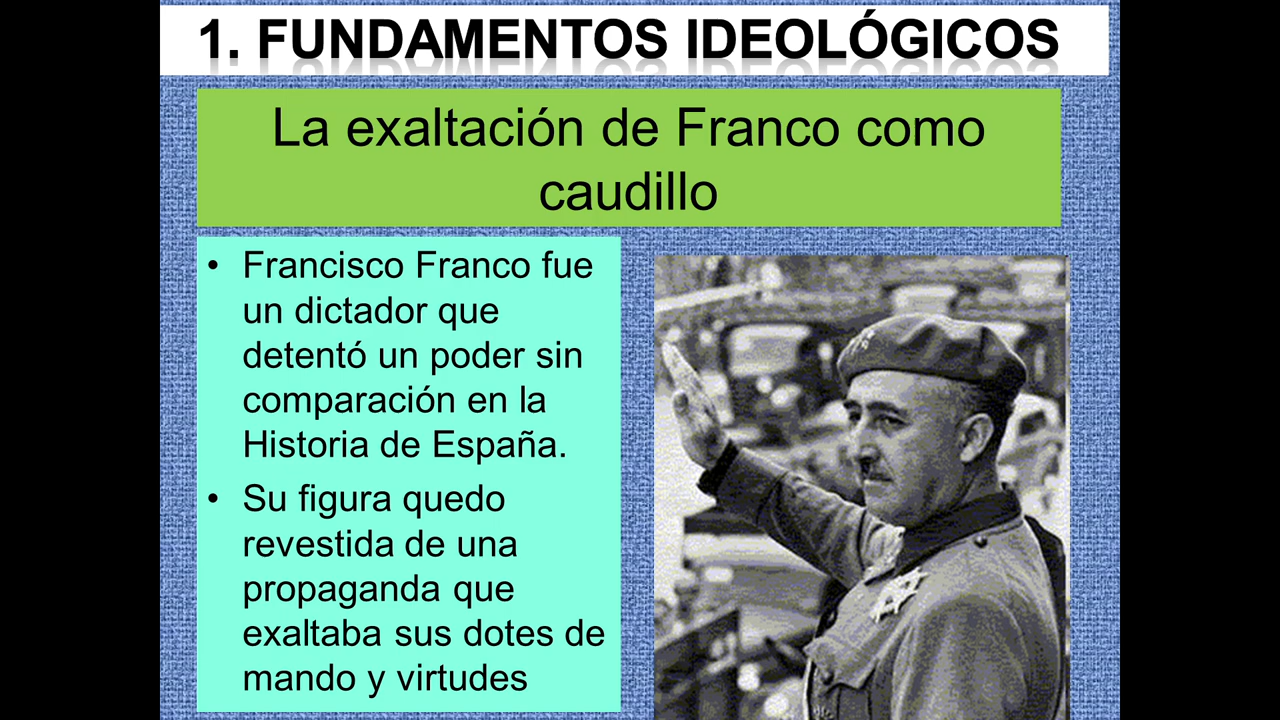 1. FUNDAMENTOS IDEOLÓGICOS
La exaltación de Franco como
caudillo
• Francisco Franco fue
un dictador que
detentó un poder sin
comparación en la
Historia de España.
• Su figura quedo
revestida de una
propaganda que
exaltaba sus dotes de
mando y virtudes